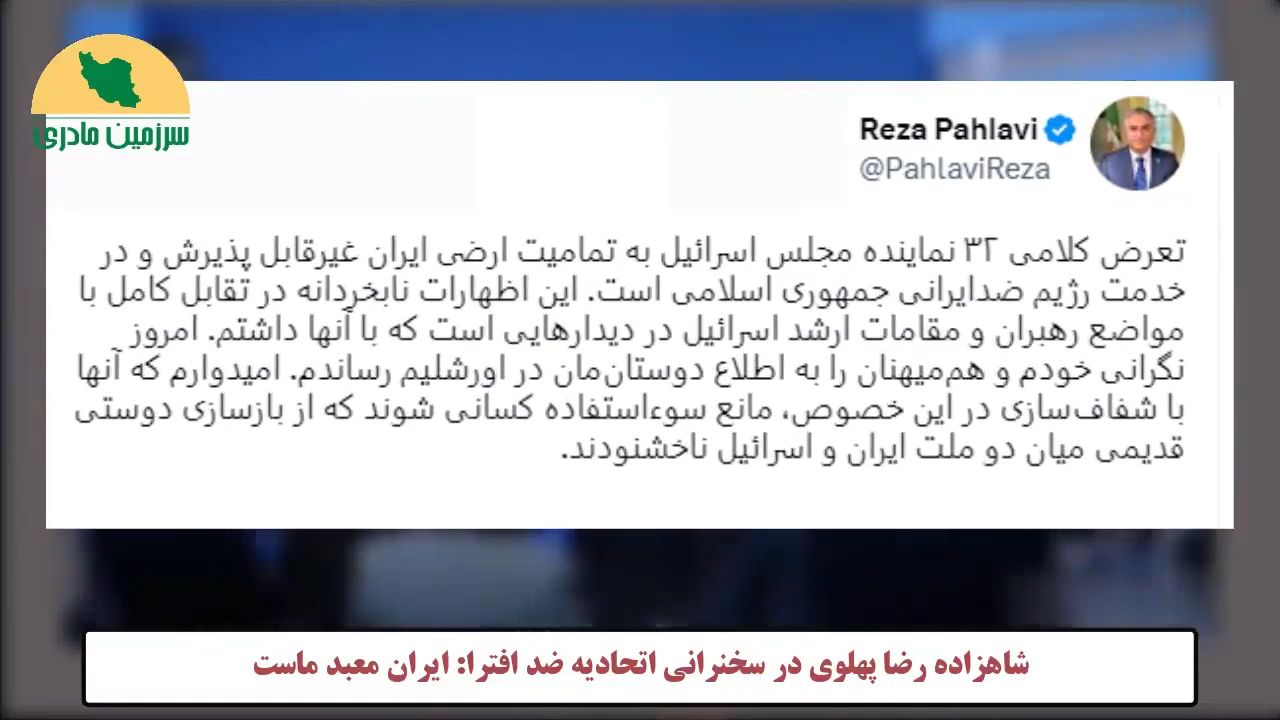 سرزمین مادری
Reza Pahlavi
@PahlaviReza
تعرض کلامی ۳۲ نماینده مجلس اسرائیل به تمامیت ارضی ایران غیرقابل پذیرش و در
خدمت رژیم ضدایرانی جمهوری اسلامی است. این اظهارات نابخردانه در تقابل کامل با
مواضع رهبران و مقامات ارشد اسرائیل در دیدارهایی است که با آنها داشتم. امروز
نگرانی خودم و هم‌میهنان را به اطلاع دوستان‌مان در اورشلیم رساندم. امیدوارم که آنها
با شفاف‌سازی در این خصوص، مانع سوءاستفاده کسانی شوند که از بازسازی دوستی
قدیمی میان دو ملت ایران و اسرائیل ناخشنودند.
شاهزاده رضا پهلوی در سخنرانی اتحادیه ضد افترا: ایران معبد ماست